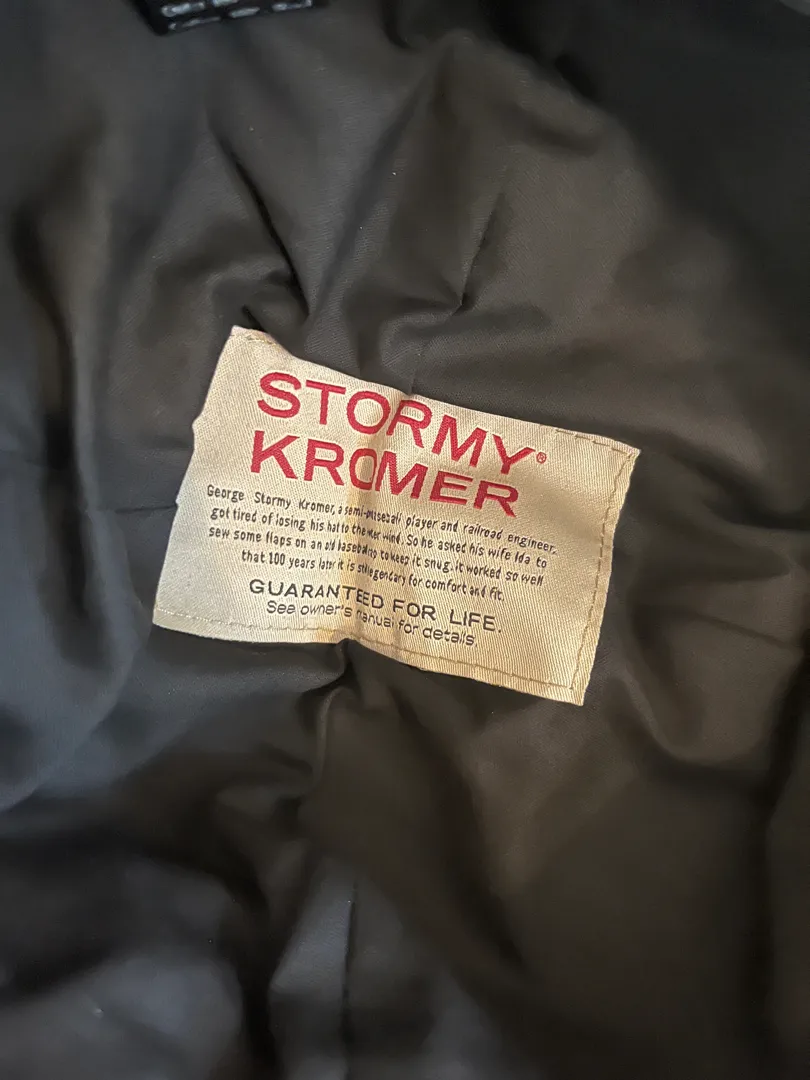 STORMY®
KROMER
George Stormy Kromer, a semi-pro baseball player and railroad engineer,
got tired of losing his hat to the winter wind. So he asked his wife Ida to
sew some flaps on an old baseball to keep it snug. it worked so well
that 100 years later it is still legendary for comfort and fit.
GUARANTEED FOR LIFE.
See owner's manual for details.